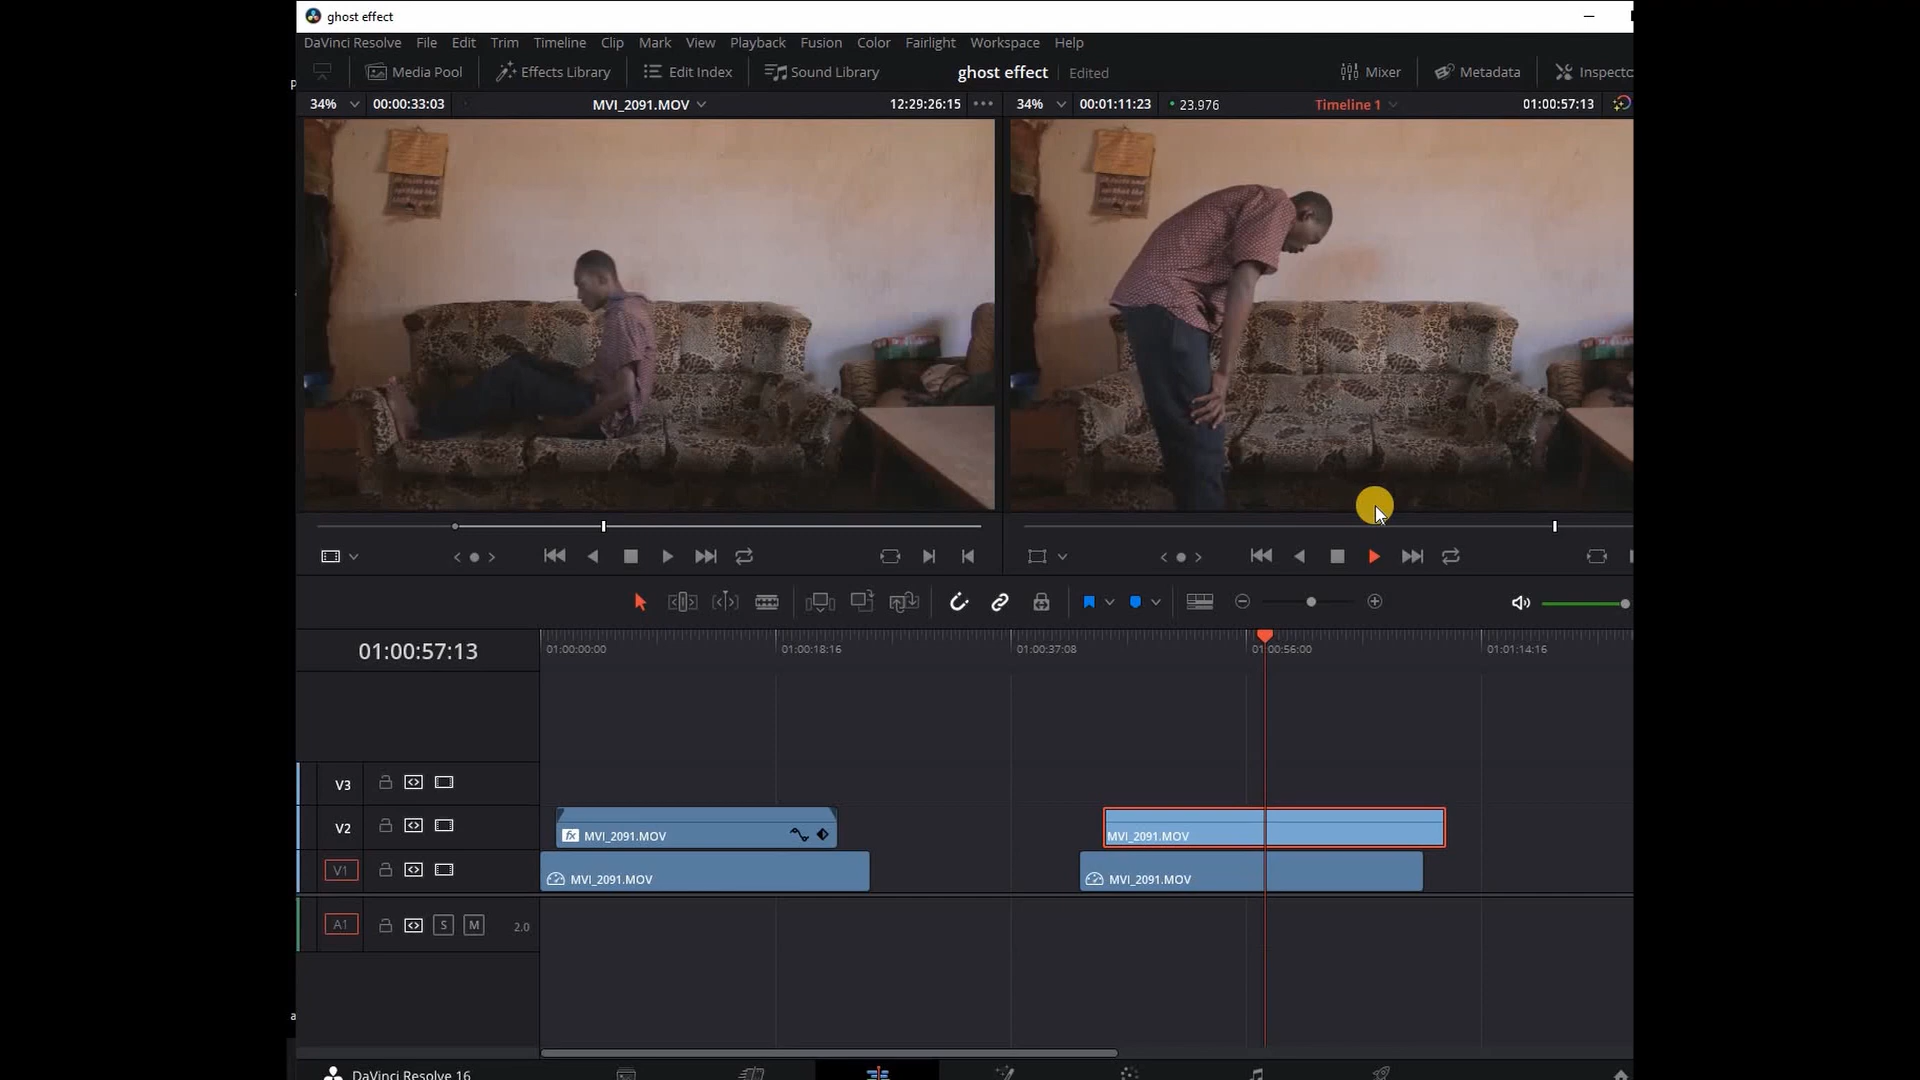 ghost effect
DaVinci Resolve File Edit Trim Timeline Clip Mark View Playback Fusion Color Fairlight Workspace Help
Media Pool Effects Library Edit Index Sound Library ghost effect Edited Mixer Metadata Inspecto
34% 00:00:33:03 MVI_2091.MOV 12:29:26:15 34% 00:01:11:23 23.976 Timeline 1 01:00:57:13
01:00:57:13 01:00:00:00 01:00:18:16 01:00:37:08 01:00:56:00 01:01:14:16
V3
V2 fx MVI_2091.MOV MVI_2091.MOV
V1 MVI_2091.MOV MVI_2091.MOV
A1 S M 2.0
DaVinci Resolve 16